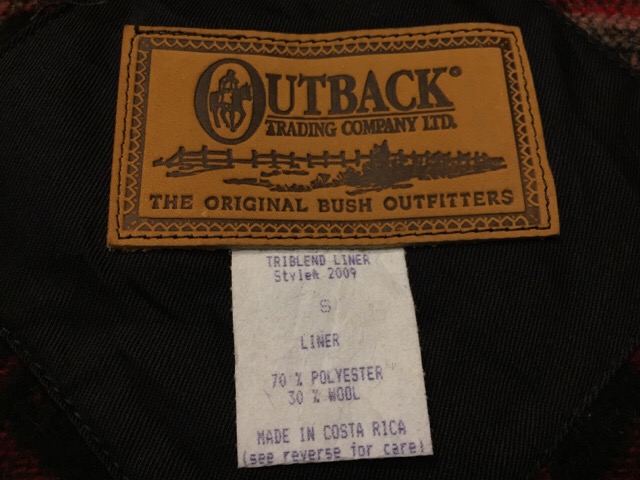 OUTBACK®
TRADING COMPANY LTD.
THE ORIGINAL BUSH OUTFITTERS
TRIBLEND LINER
Style# 2009
S
LINER
70 % POLYESTER
30 % WOOL
MADE IN COSTA RICA
(see reverse for care)